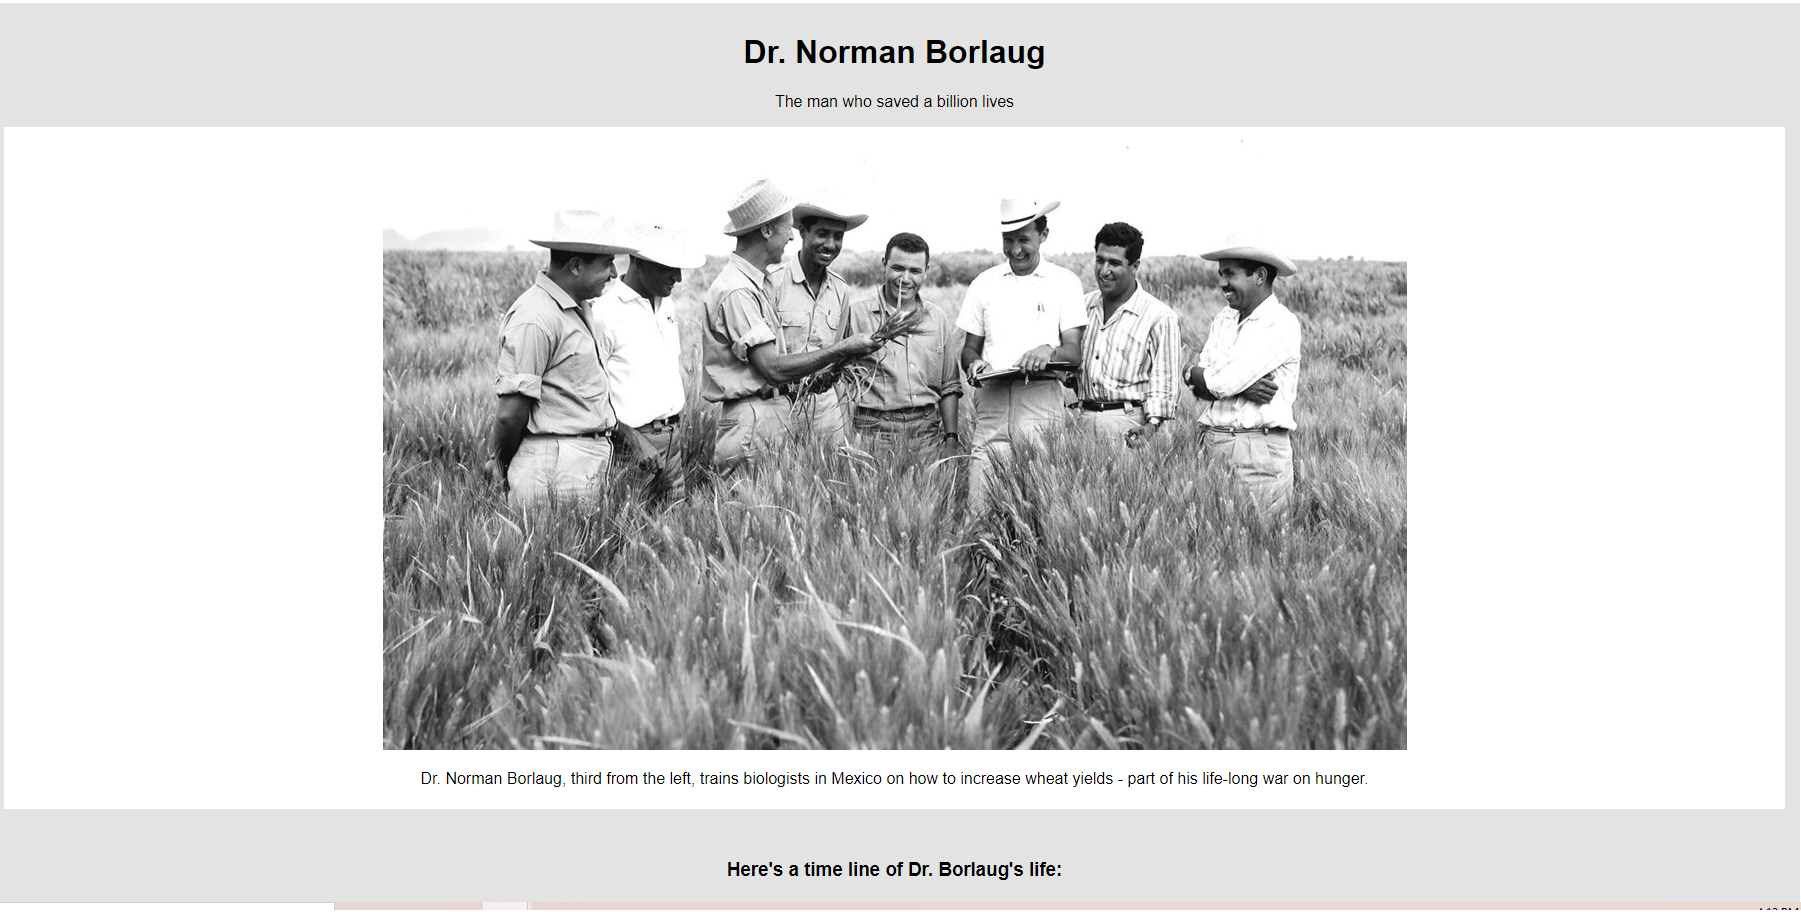 Dr. Norman Borlaug
The man who saved a billion lives
Dr. Norman Borlaug, third from the left, trains biologists in Mexico on how to increase wheat yields - part of his life-long war on hunger.
Here's a time line of Dr. Borlaug's life: